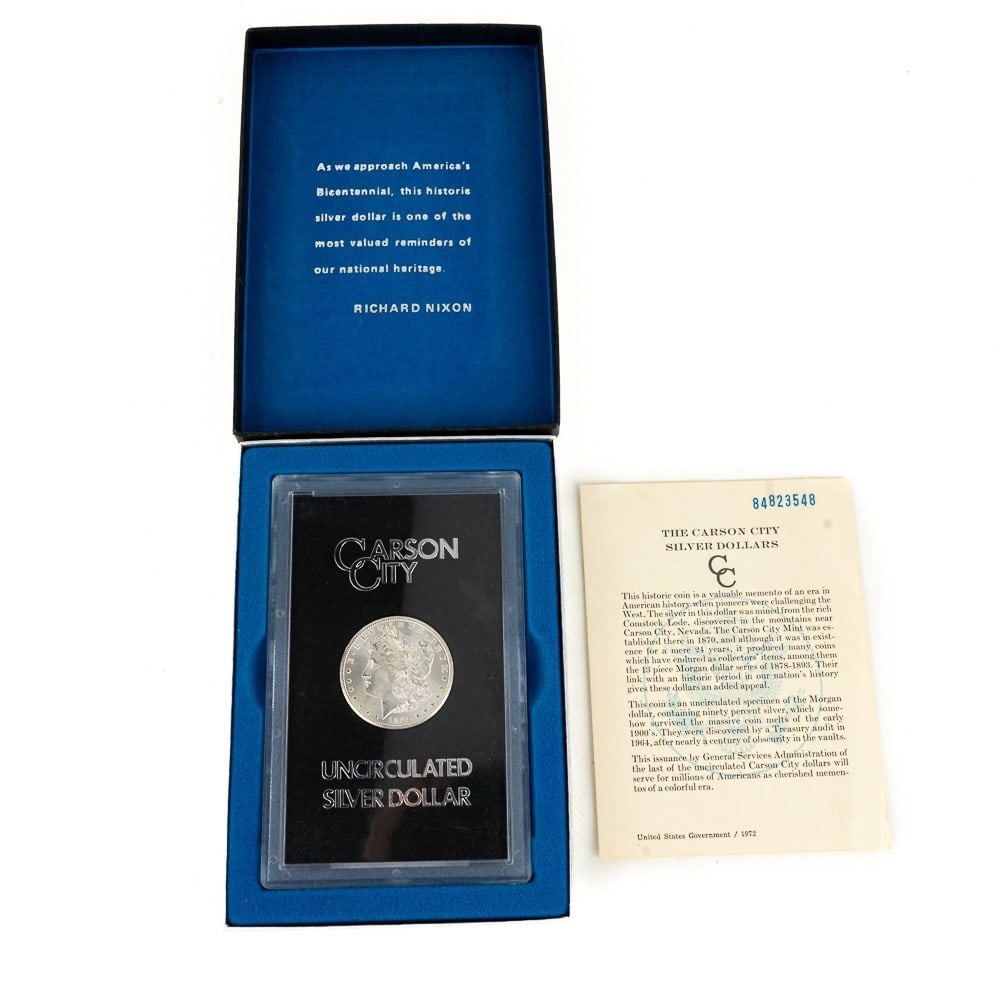 As we approach America's
Bicentennial, this historic
silver dollar is one of the
most valued reminders of
our national heritage.
RICHARD NIXON
CARSON
CITY
UNCIRCULATED
SILVER DOLLAR
84823548
THE CARSON CITY
SILVER DOLLARS
CC
This historic coin is a valuable memento of an era in
American history when pioneers were challenging the
West. The silver in this dollar was mined from the rich
Comstock Lode, discovered in the mountains near
Carson City, Nevada. The Carson City Mint was es-
tablished there in 1870, and although it was in exist-
ence for a mere 24 years, it produced many coins
which have endured as collectors' items, among them
the 13 piece Morgan dollar series of 1878-1893. Their
link with an historic period in our nation's history
gives these dollars an added appeal.
This coin is an uncirculated specimen of the Morgan
dollar, containing ninety percent silver, which some-
how survived the massive coin melts of the early
1900's. They were discovered by a Treasury audit in
1964, after nearly a century of obscurity in the vaults.
This issuance by General Services Administration of
the last of the uncirculated Carson City dollars will
serve for millions of Americans as cherished memen-
tos of a colorful era.
United States Government / 1972